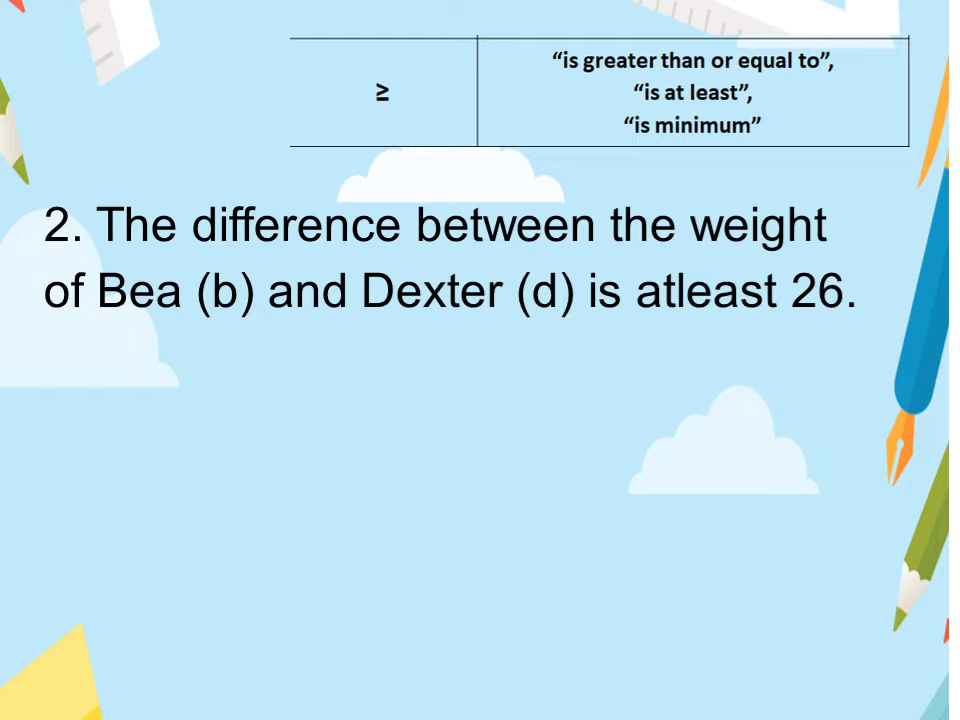 ≥
“is greater than or equal to”,
“is at least”,
“is minimum”
2. The difference between the weight
of Bea (b) and Dexter (d) is atleast 26.